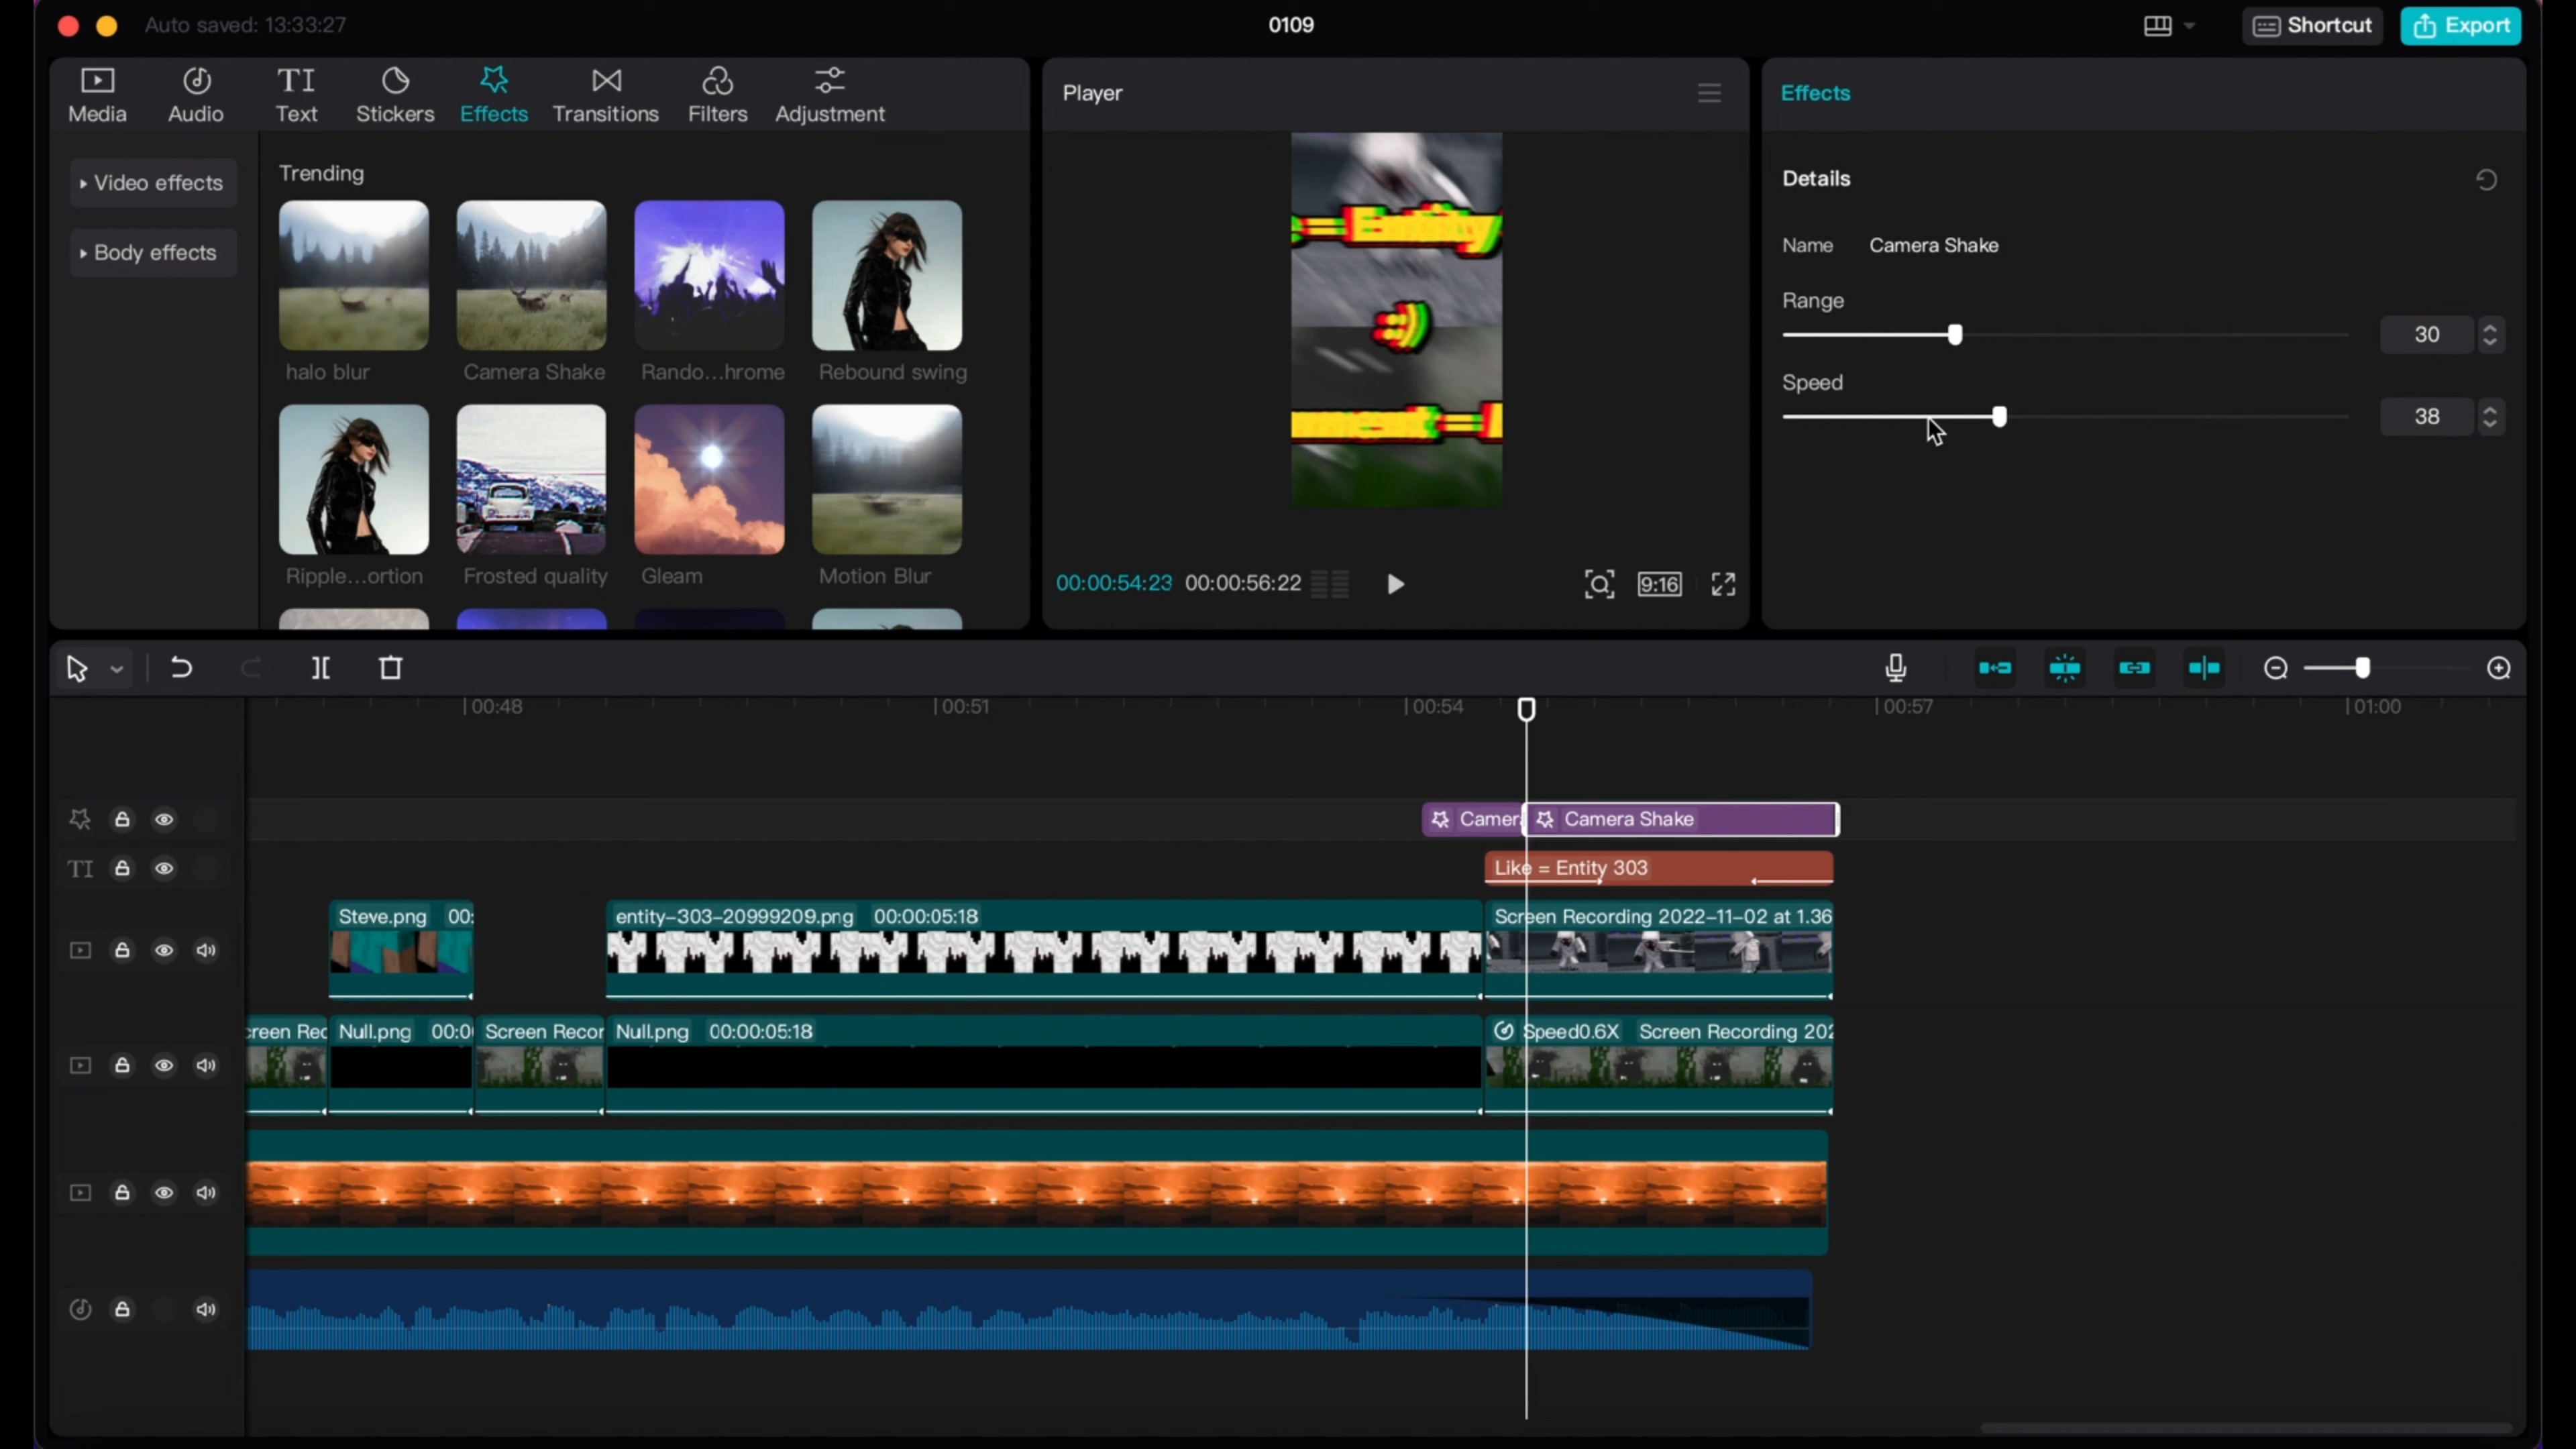 Auto saved: 13:33:27
0109
Shortcut
Export
Media
Audio
TI
Text
Stickers
Effects
Transitions
Filters
Adjustment
Player
Effects
Video effects
Body effects
Trending
halo blur
Camera Shake
Rando...hrome
Rebound swing
Ripple...ortion
Frosted quality
Gleam
Motion Blur
00:00:54:23
00:00:56:22
9:16
Details
Name
Camera Shake
Range
30
Speed
38
00:48
00:51
00:54
00:57
01:00
Camer
Camera Shake
TI
Like = Entity 303
Steve.png 00:
entity-303-20999209.png 00:00:05:18
Screen Recording 2022-11-02 at 1.36
creen Rec
Null.png 00:0
Screen Recor
Null.png 00:00:05:18
Speed0.6X Screen Recording 202